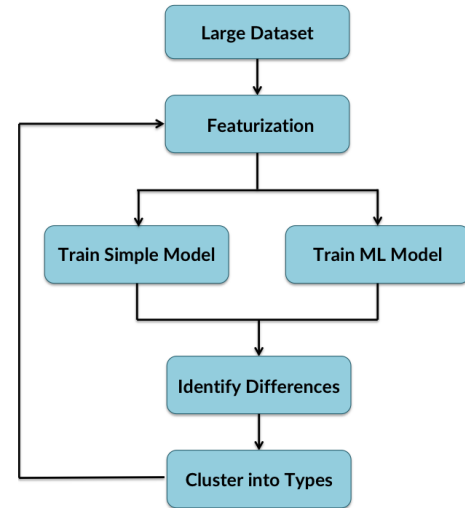 Large Dataset
Featurization
Train Simple Model
Train ML Model
Identify Differences
Cluster into Types